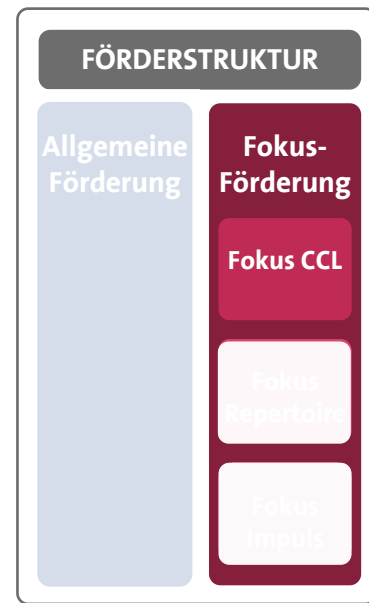 FÖRDERSTRUKTUR
Allgemeine
Förderung
Fokus-
Förderung
Fokus CCL
Fokus
Repertoire
Fokus
Impuls